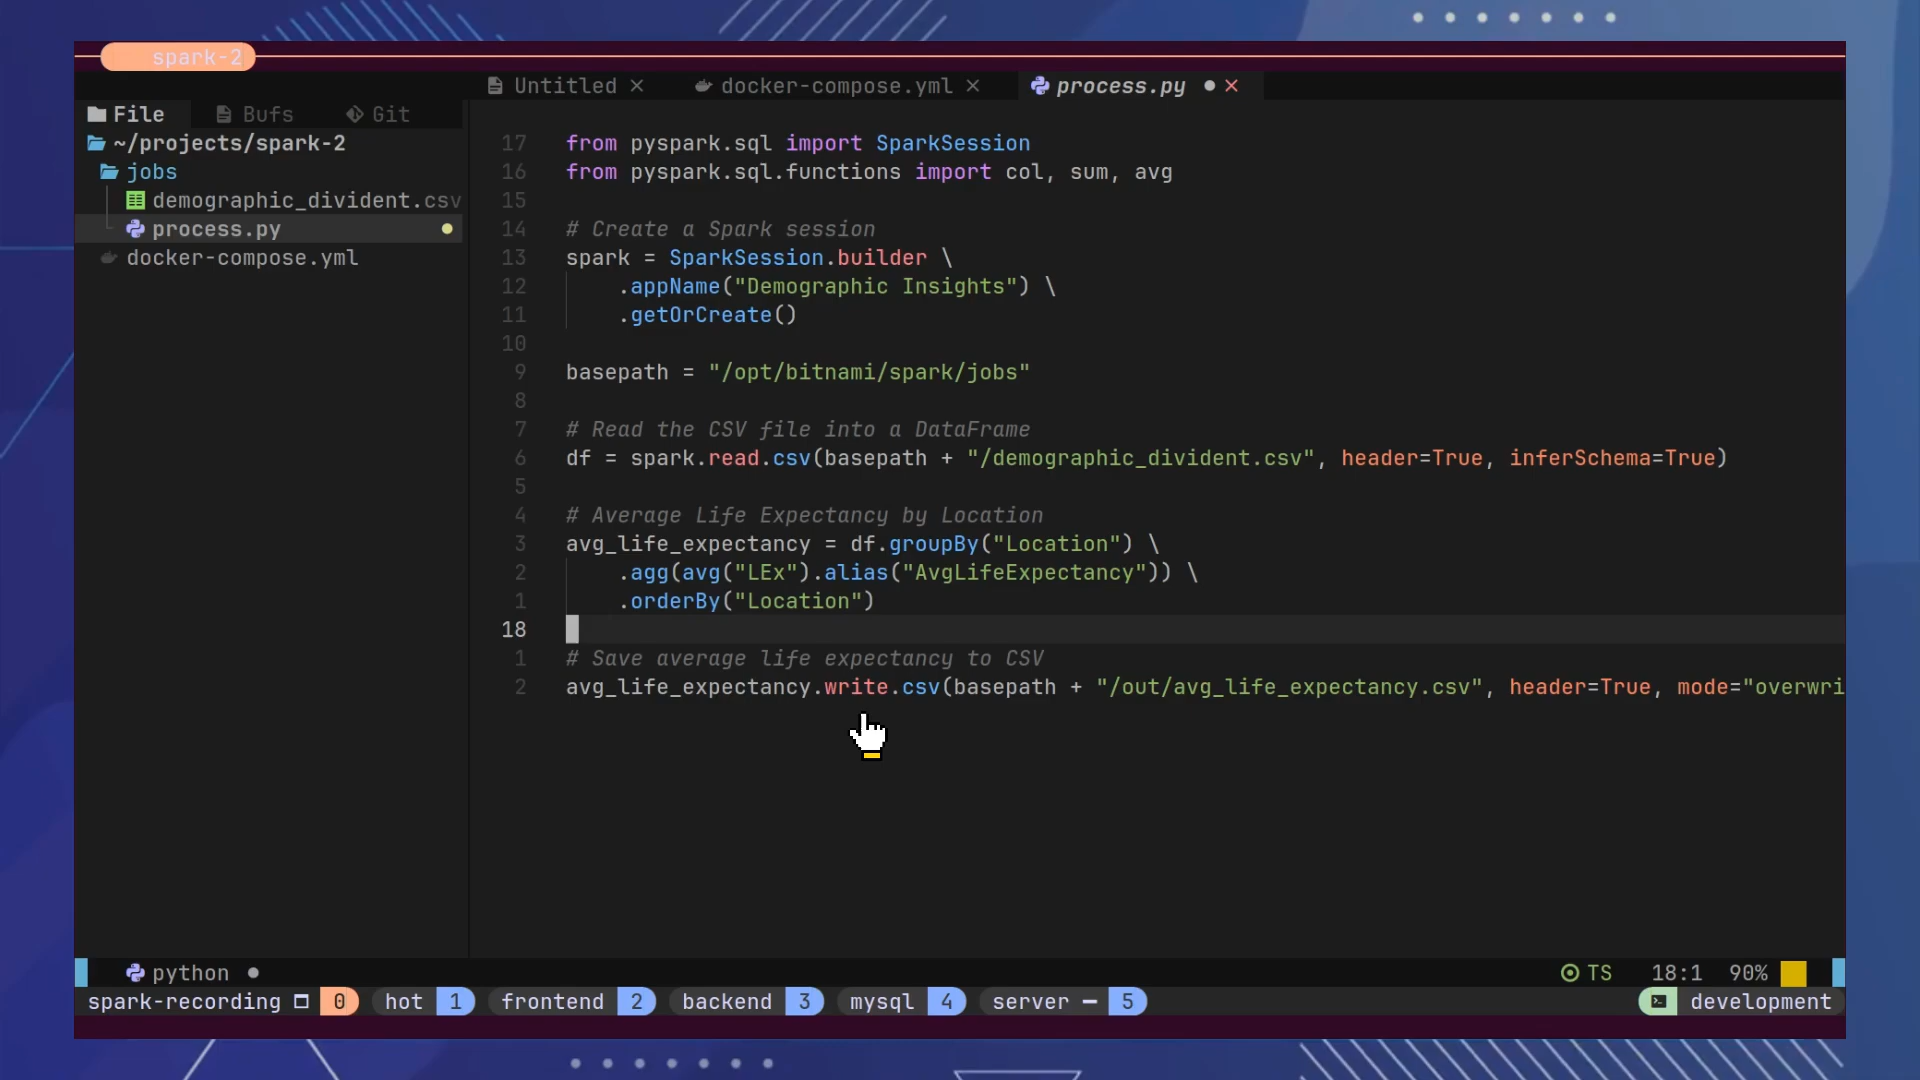 spark-2
Untitled × docker-compose.yml × process.py ● ×
File Bufs Git
~/projects/spark-2
jobs
demographic_divident.csv
process.py ●
docker-compose.yml
17 from pyspark.sql import SparkSession
16 from pyspark.sql.functions import col, sum, avg
15
14 # Create a Spark session
13 spark = SparkSession.builder \
12 .appName("Demographic Insights") \
11 .getOrCreate()
10
9 basepath = "/opt/bitnami/spark/jobs"
8
7 # Read the CSV file into a DataFrame
6 df = spark.read.csv(basepath + "/demographic_divident.csv", header=True, inferSchema=True)
5
4 # Average Life Expectancy by Location
3 avg_life_expectancy = df.groupBy("Location") \
2 .agg(avg("LEx").alias("AvgLifeExpectancy")) \
1 .orderBy("Location")
18
1 # Save average life expectancy to CSV
2 avg_life_expectancy.write.csv(basepath + "/out/avg_life_expectancy.csv", header=True, mode="overwri
python ● TS 18:1 90%
spark-recording 0 hot 1 frontend 2 backend 3 mysql 4 server − 5 development